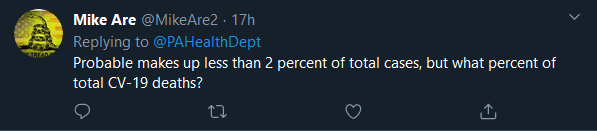 Mike Are @MikeAre2 · 17h
Replying to @PAHealthDept
Probable makes up less than 2 percent of total cases, but what percent of
total CV-19 deaths?